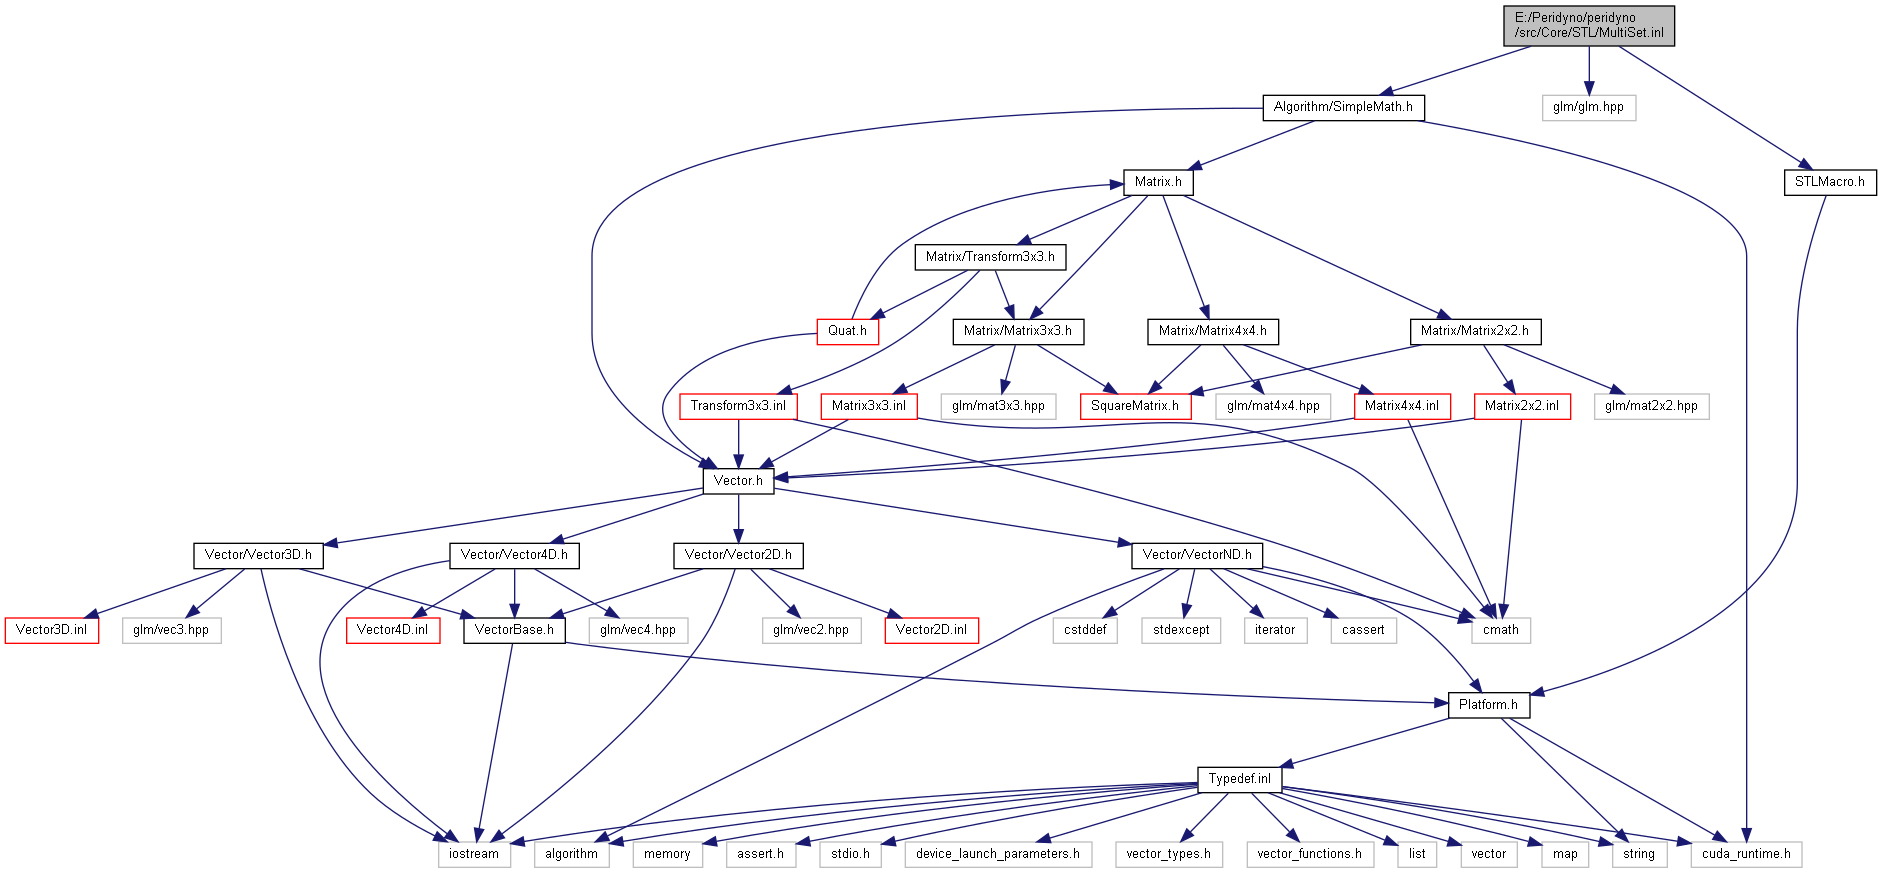 E:/Peridyno/peridyno
/src/Core/STL/MultiSet.inl
Algorithm/SimpleMath.h
glm/glm.hpp
Matrix.h
STLMacro.h
Matrix/Transform3x3.h
Quat.h
Matrix/Matrix3x3.h
Matrix/Matrix4x4.h
Matrix/Matrix2x2.h
Transform3x3.inl
Matrix3x3.inl
glm/mat3x3.hpp
SquareMatrix.h
glm/mat4x4.hpp
Matrix4x4.inl
Matrix2x2.inl
glm/mat2x2.hpp
Vector.h
Vector/Vector3D.h
Vector/Vector4D.h
Vector/Vector2D.h
Vector/VectorND.h
Vector3D.inl
glm/vec3.hpp
Vector4D.inl
VectorBase.h
glm/vec4.hpp
glm/vec2.hpp
Vector2D.inl
cstddef
stdexcept
iterator
cassert
cmath
Platform.h
Typedef.inl
iostream
algorithm
memory
assert.h
stdio.h
device_launch_parameters.h
vector_types.h
vector_functions.h
list
vector
map
string
cuda_runtime.h